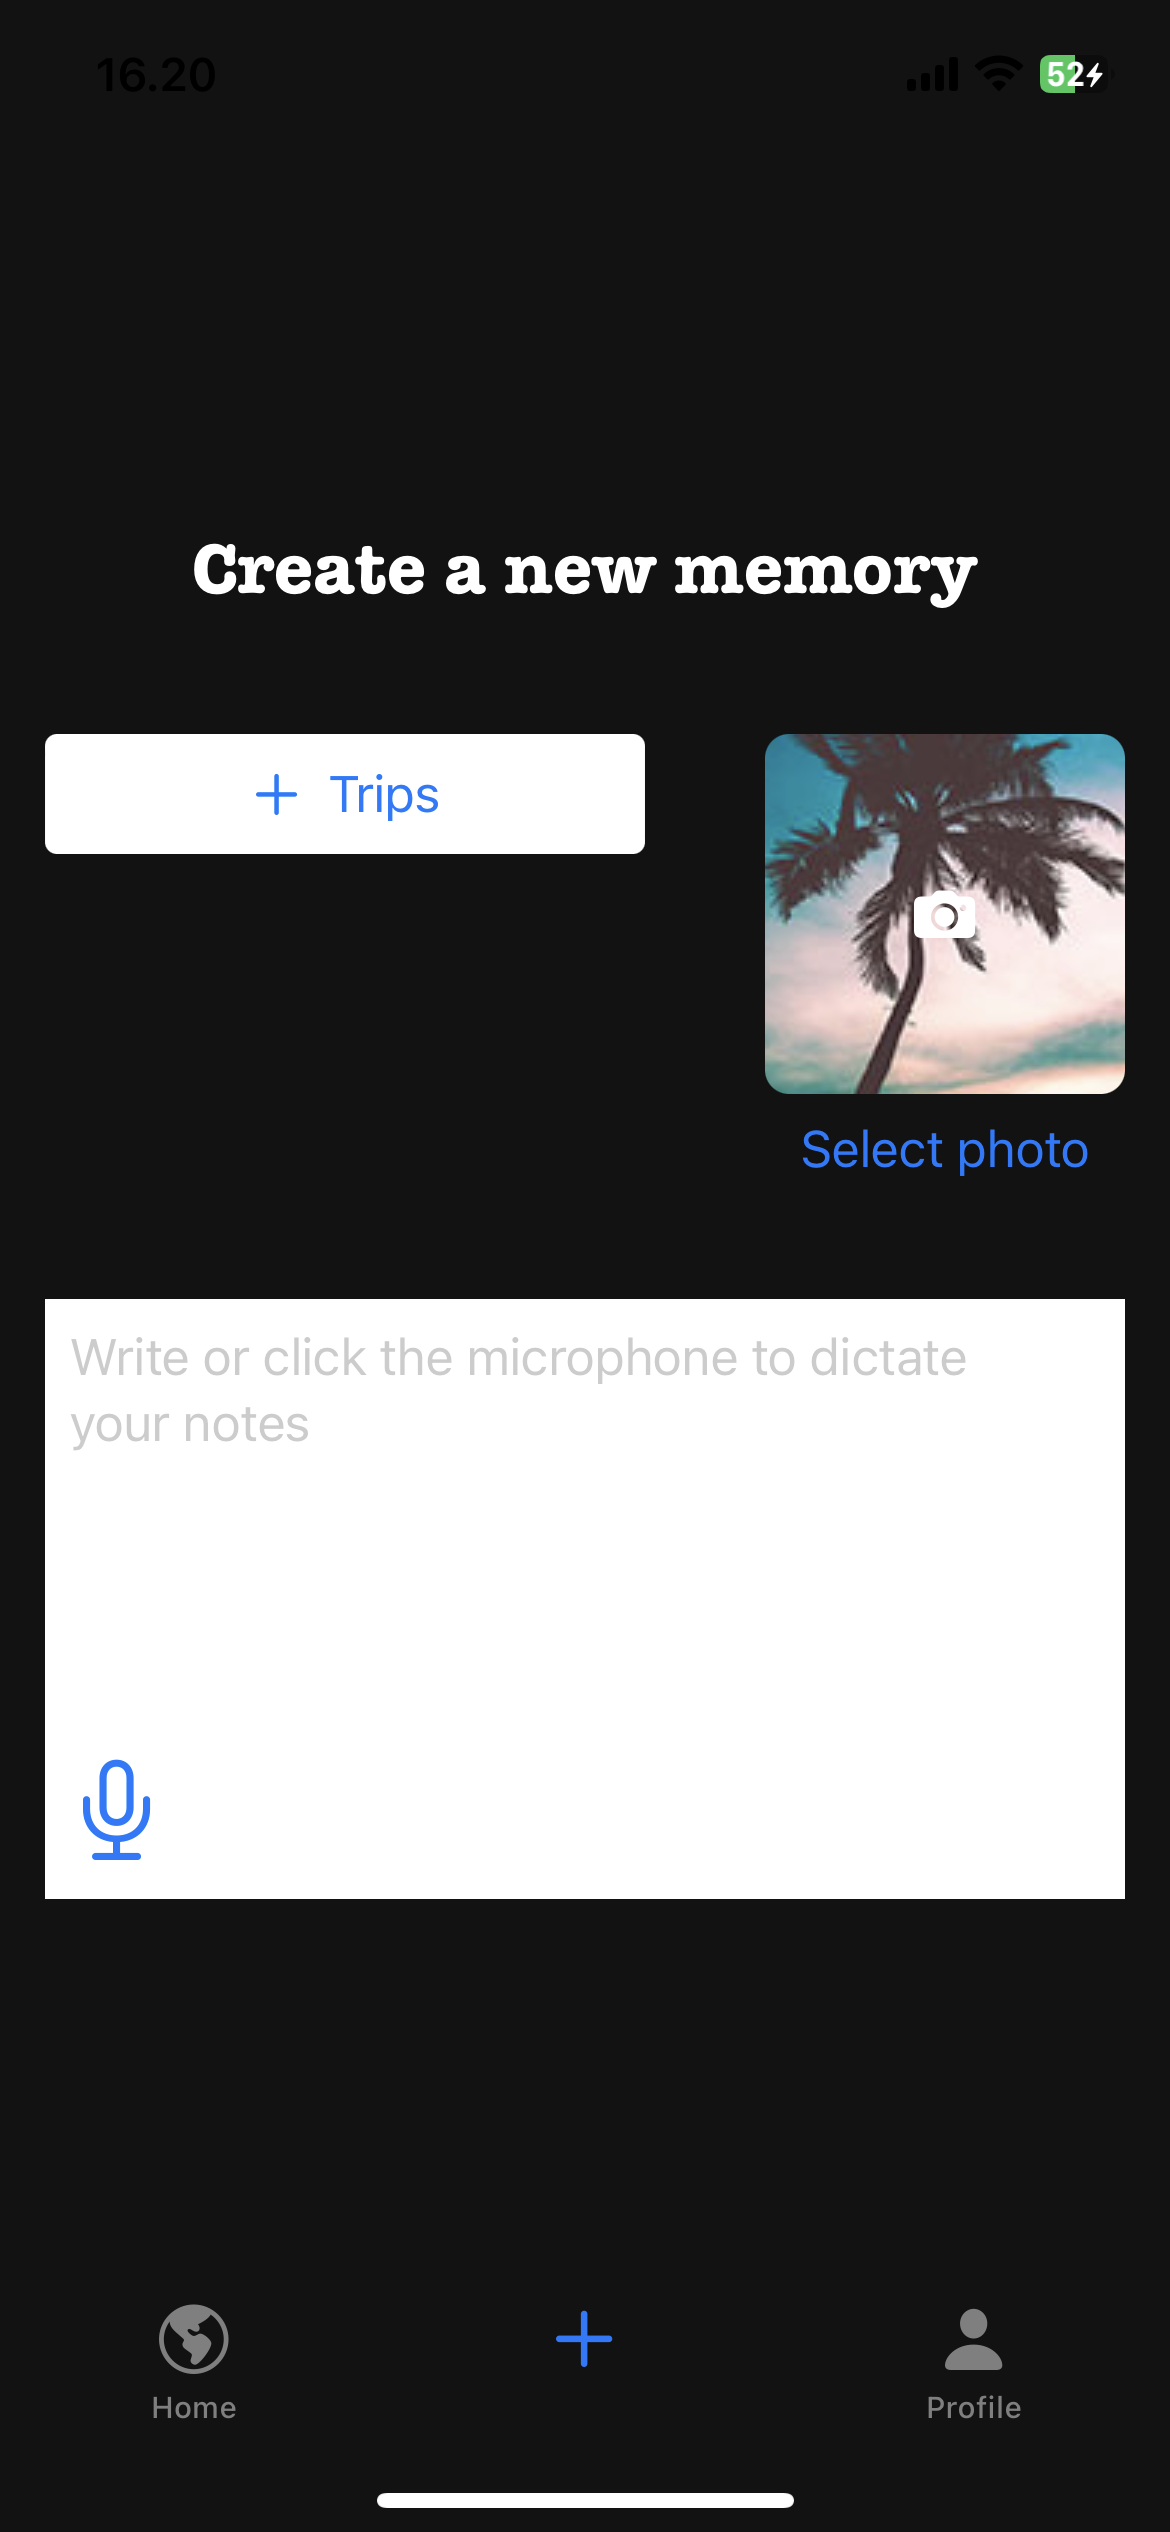 16.20
52
Create a new memory
Trips
Select photo
Write or click the microphone to dictate
your notes
Home
Profile